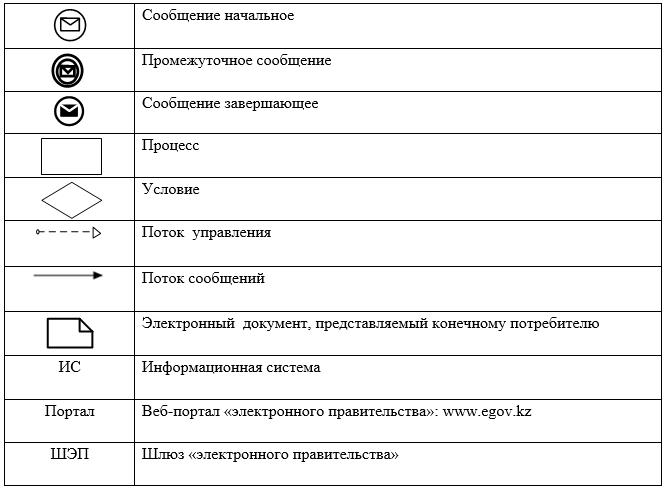 Сообщение начальное
Промежуточное сообщение
Сообщение завершающее
Процесс
Условие
Поток управления
Поток сообщений
Электронный документ, представляемый конечному потребителю
ИС Информационная система
Портал Веб-портал «электронного правительства»: www.egov.kz
ШЭП Шлюз «электронного правительства»